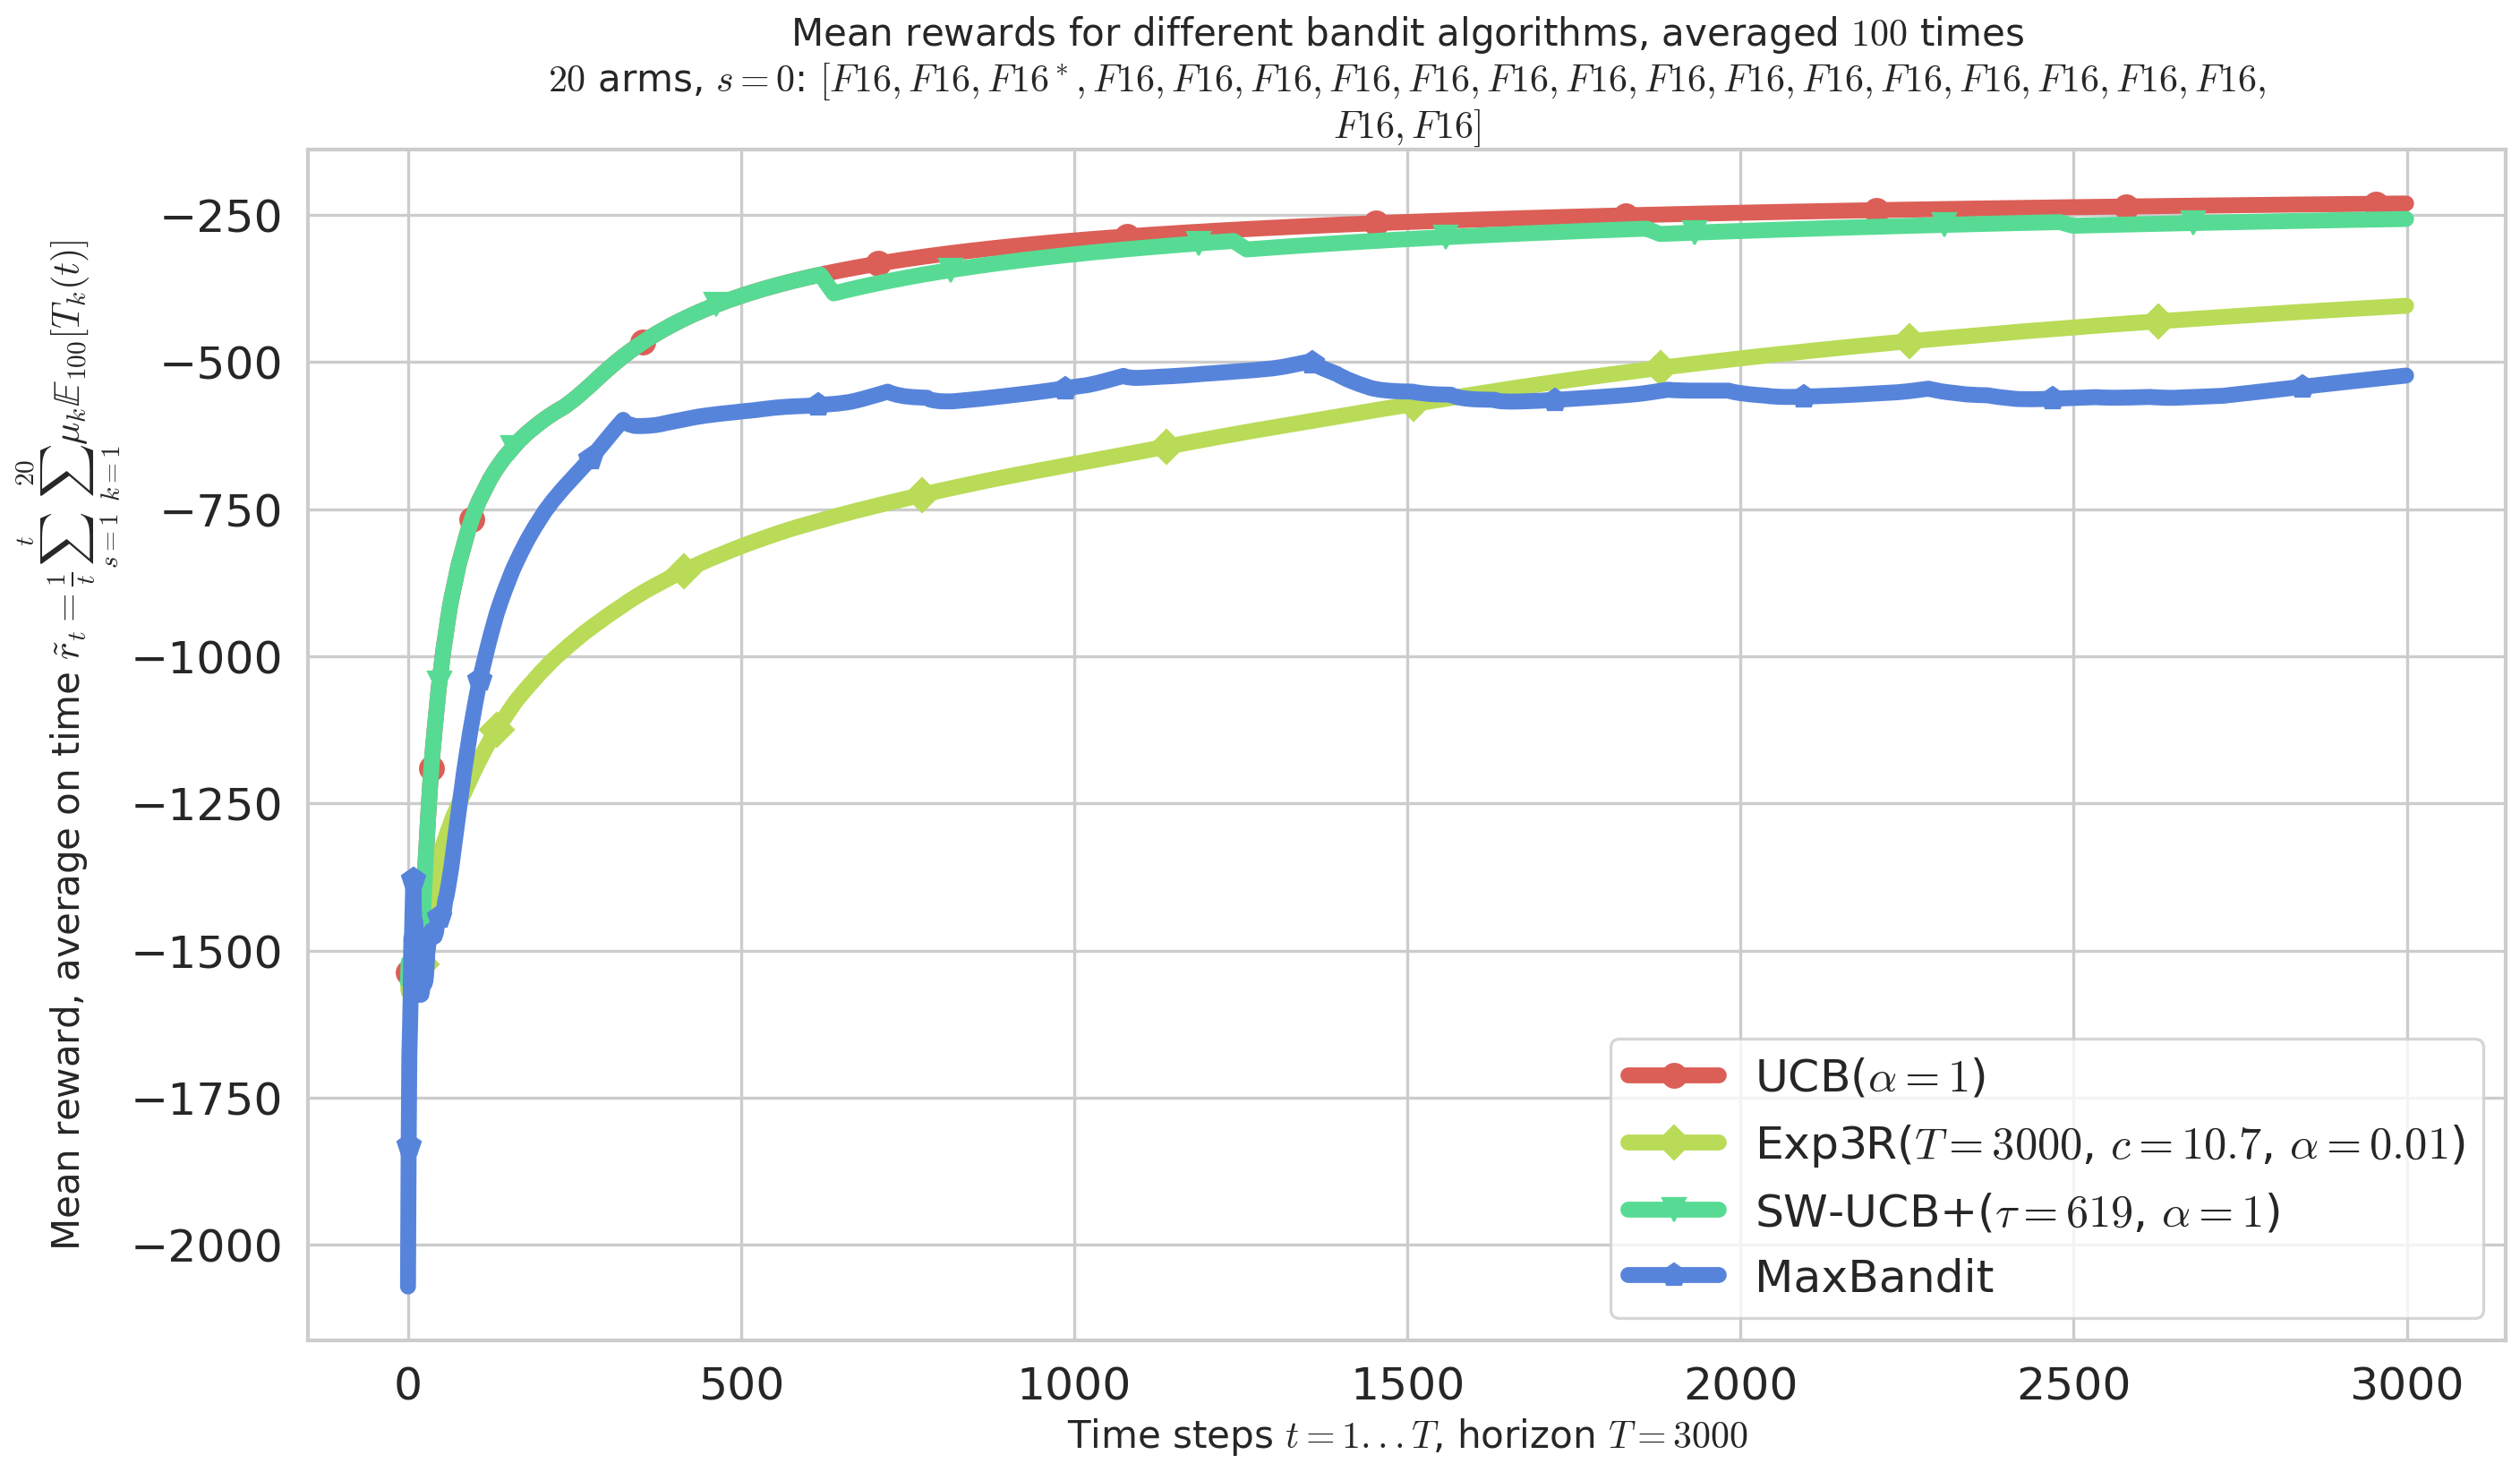 Mean rewards for different bandit algorithms, averaged 100 times
20 arms, s = 0: [F16, F16, F16*, F16, F16, F16, F16, F16, F16, F16, F16, F16, F16, F16, F16, F16, F16, F16,
F16, F16]
Mean reward, average on time r̃_t = 1/t ∑_{s=1}^{t} ∑_{k=1}^{20} μ_k 𝔼_100[T_k(t)]
−250
−500
−750
−1000
−1250
−1500
−1750
−2000
UCB(α = 1)
Exp3R(T = 3000, c = 10.7, α = 0.01)
SW-UCB+(τ = 619, α = 1)
MaxBandit
0 500 1000 1500 2000 2500 3000
Time steps t = 1...T, horizon T = 3000